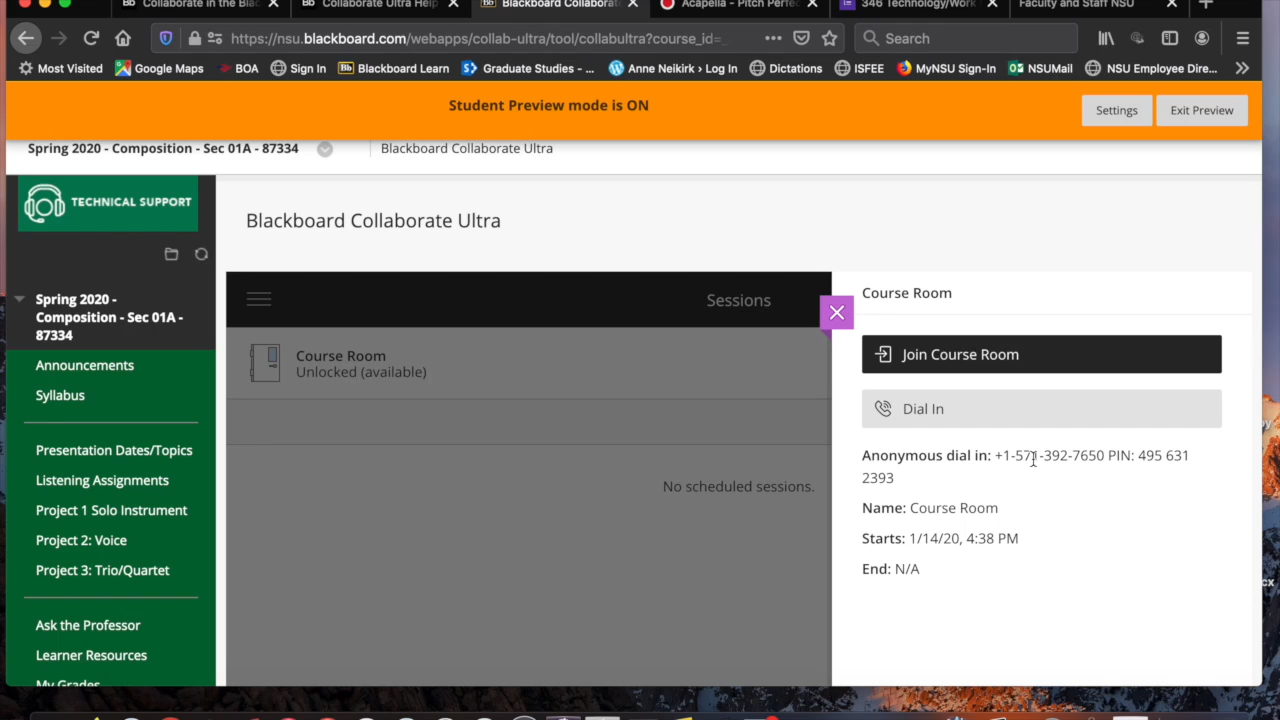 Collaborate in the Blac
Collaborate Ultra Help
Blackboard Collaborat
Acapella - Pitch Perfe
346 Technology/Work
Faculty and Staff NSU
https://nsu.blackboard.com/webapps/collab-ultra/tool/collabultra?course_id=_
Search
Most Visited
Google Maps
BOA
Sign In
Blackboard Learn
Graduate Studies - ...
Anne Neikirk > Log In
Dictations
ISFEE
MyNSU Sign-In
NSUMail
NSU Employee Dire...
Student Preview mode is ON
Settings
Exit Preview
Spring 2020 - Composition - Sec 01A - 87334
Blackboard Collaborate Ultra
TECHNICAL SUPPORT
Spring 2020 -
Composition - Sec 01A -
87334
Announcements
Syllabus
Presentation Dates/Topics
Listening Assignments
Project 1 Solo Instrument
Project 2: Voice
Project 3: Trio/Quartet
Ask the Professor
Learner Resources
My Grades
Blackboard Collaborate Ultra
Sessions
Course Room
Unlocked (available)
No scheduled sessions.
Course Room
Join Course Room
Dial In
Anonymous dial in: +1-571-392-7650 PIN: 495 631
2393
Name: Course Room
Starts: 1/14/20, 4:38 PM
End: N/A